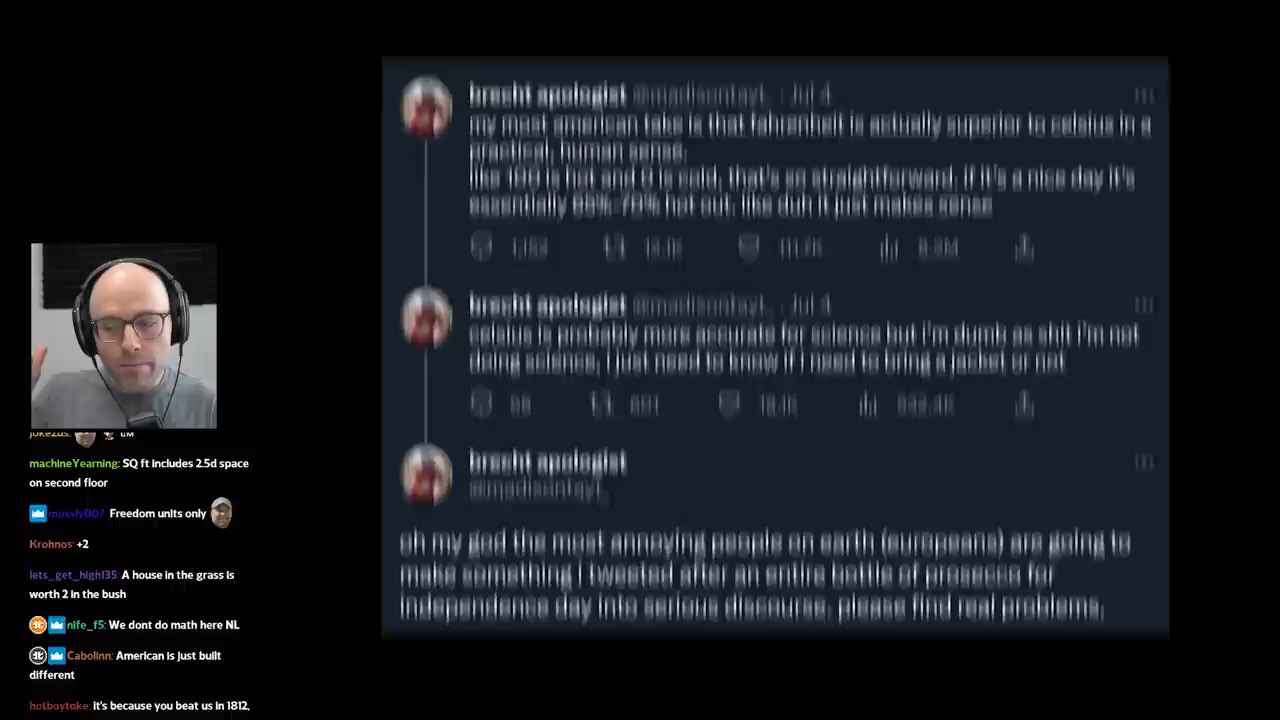 brecht apologist @madisontayt_ · Jul 4
my most american take is that fahrenheit is actually superior to celsius in a
practical, human sense.
like 100 is hot and 0 is cold, that's so straightforward. if it's a nice day it's
essentially hot out. like duh it just makes sense
brecht apologist @madisontayt_ · Jul 4
celsius is probably more accurate for science but i'm dumb as shit i'm not
doing science, i just need to know if i need to bring a jacket or not
brecht apologist
@madisontayt_
oh my god the most annoying people on earth (europeans) are going to
make something i tweeted after an entire bottle of prosecco for
independence day into serious discourse, please find real problems.
machineYearning: SQ ft includes 2.5d space
on second floor
moxsly007 Freedom units only
Krohnos: +2
lets_get_high135: A house in the grass is
worth 2 in the bush
nife_f5: We dont do math here NL
Cabolinn: American is just built
different
hotboytake: it's because you beat us in 1812,